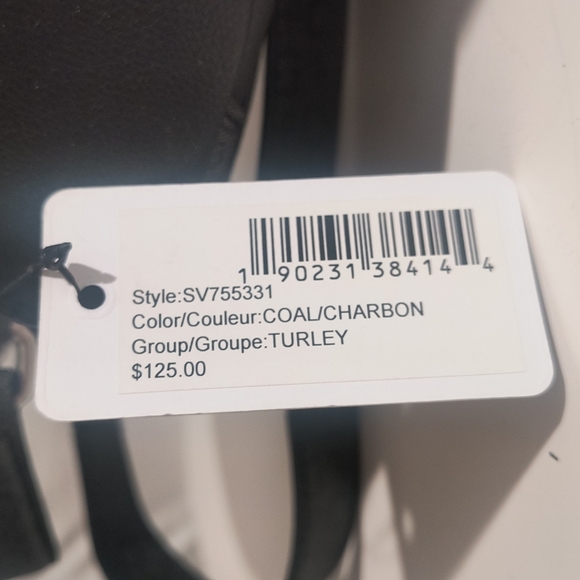 1 90231 38414 4
Style:SV755331
Color/Couleur:COAL/CHARBON
Group/Groupe:TURLEY
$125.00